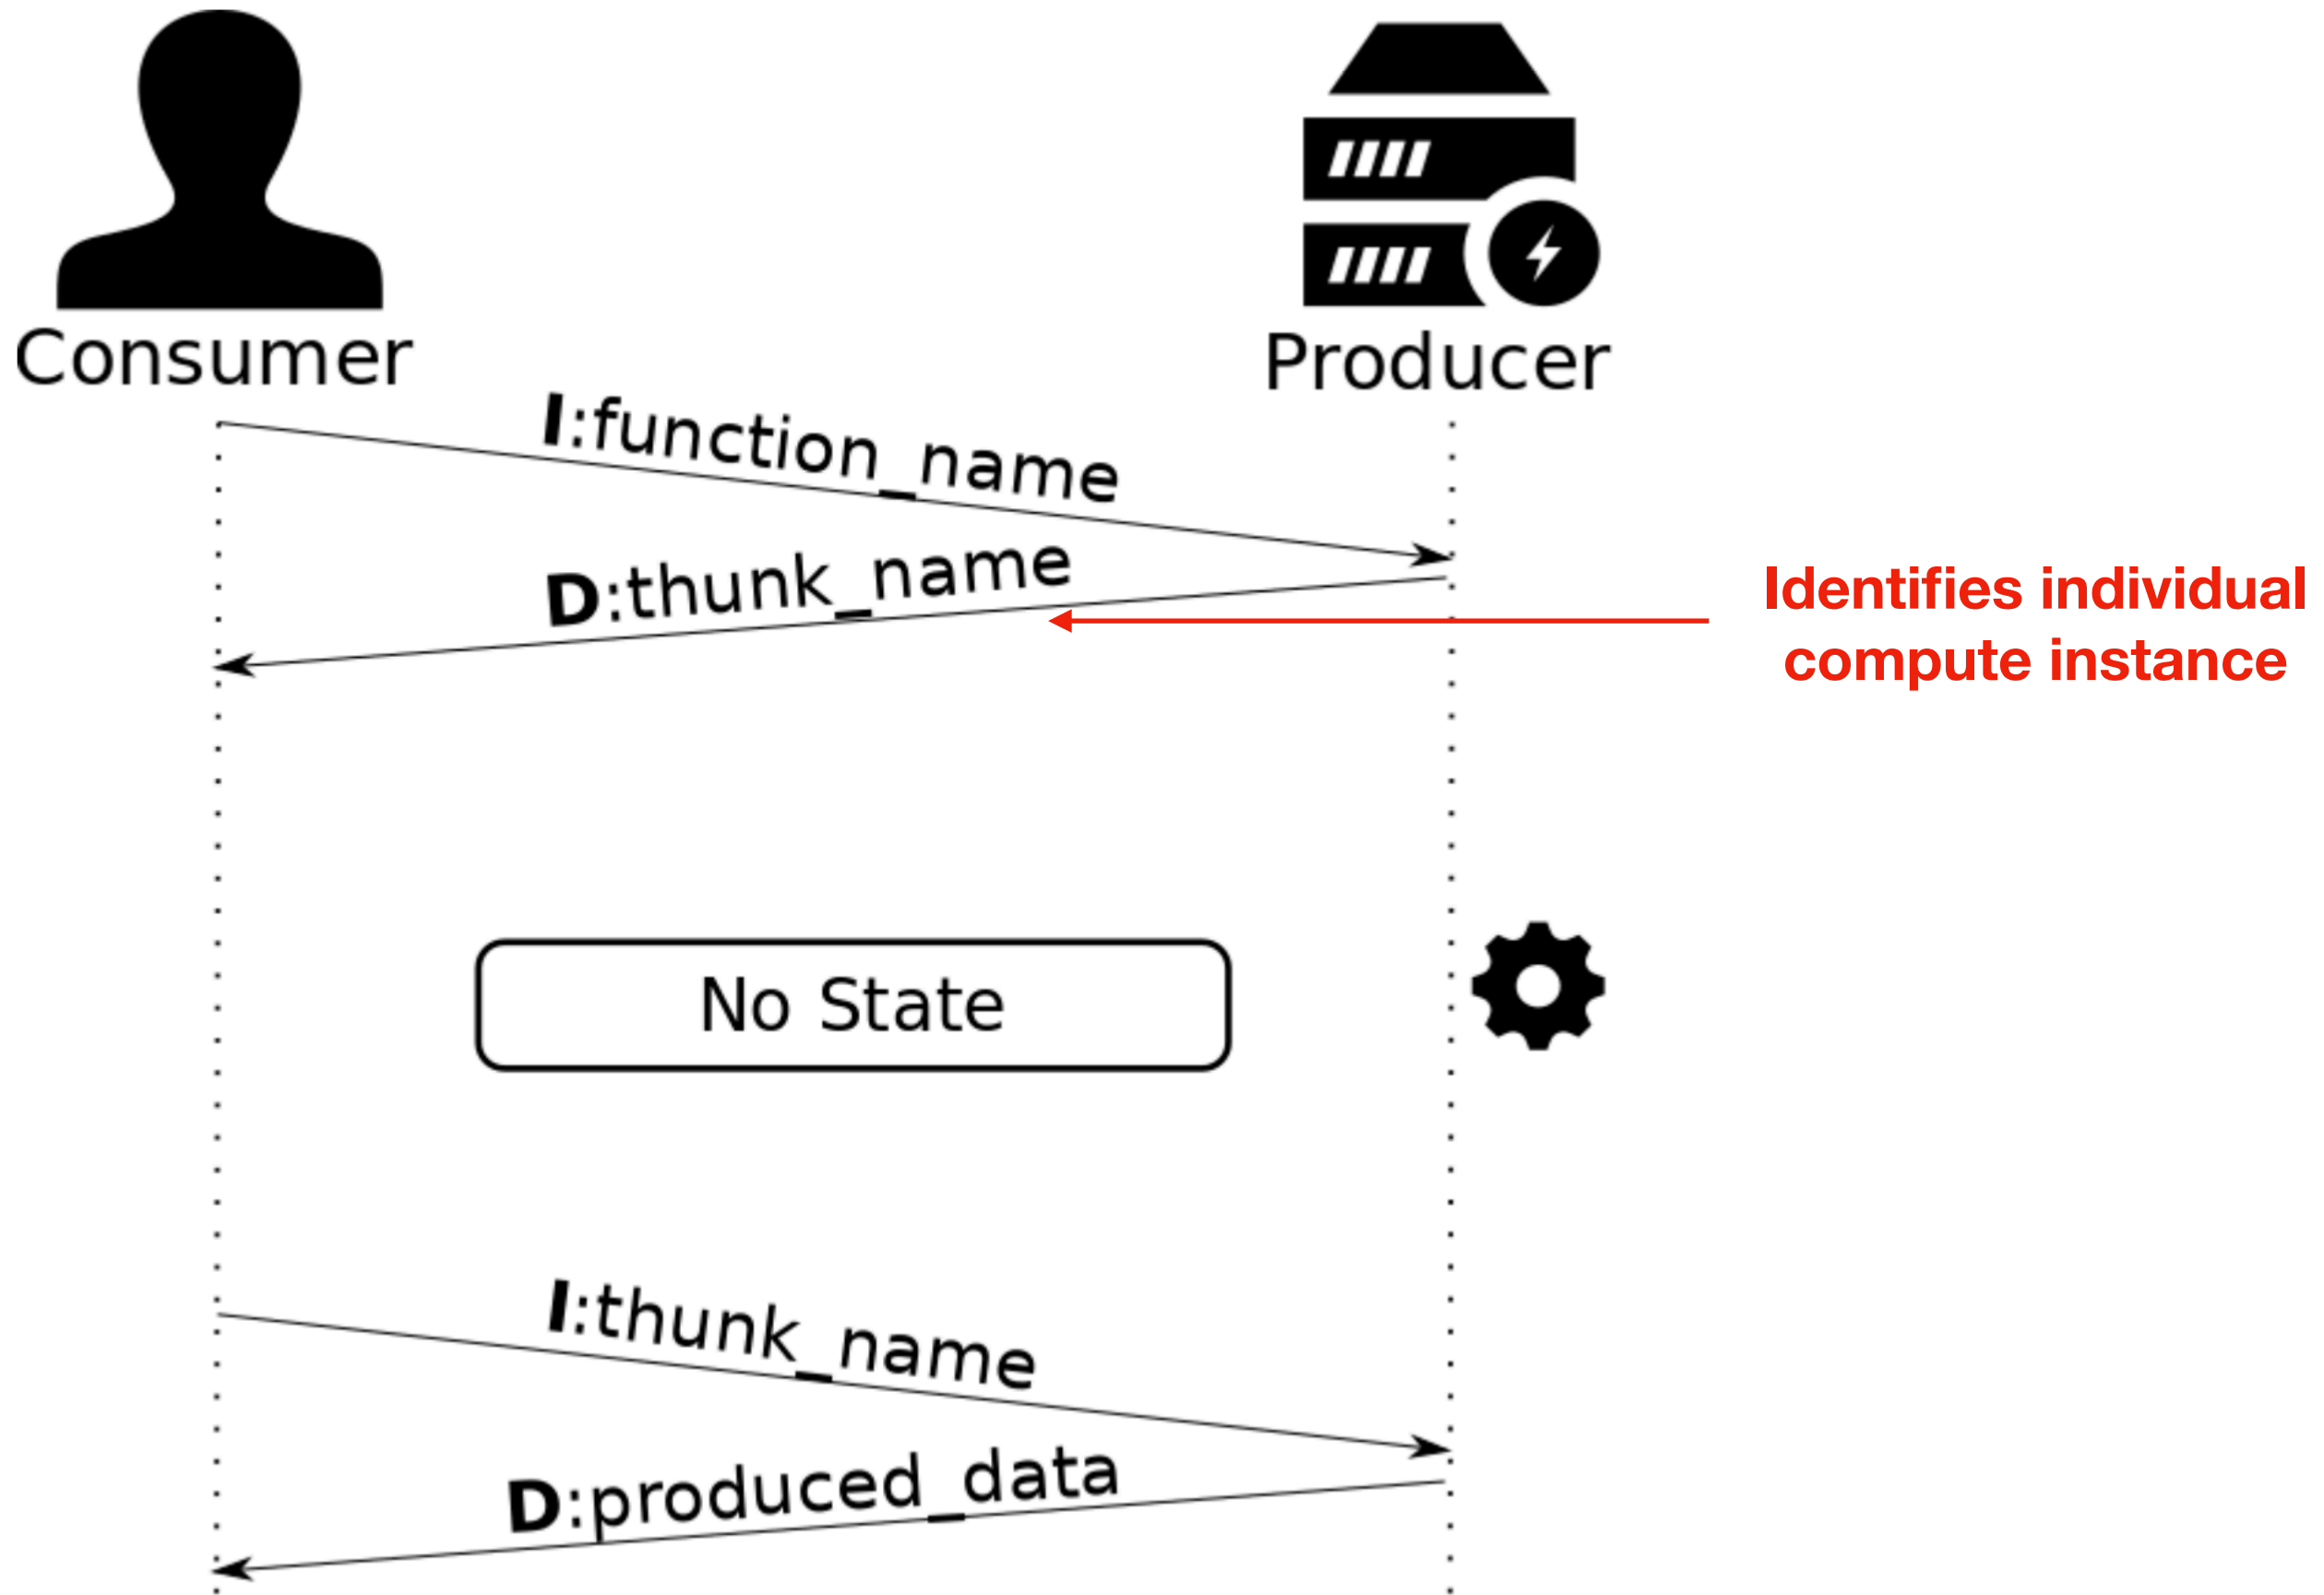 Consumer
Producer
I:function_name
D:thunk_name
Identifies individual
compute instance
No State
I:thunk_name
D:produced_data